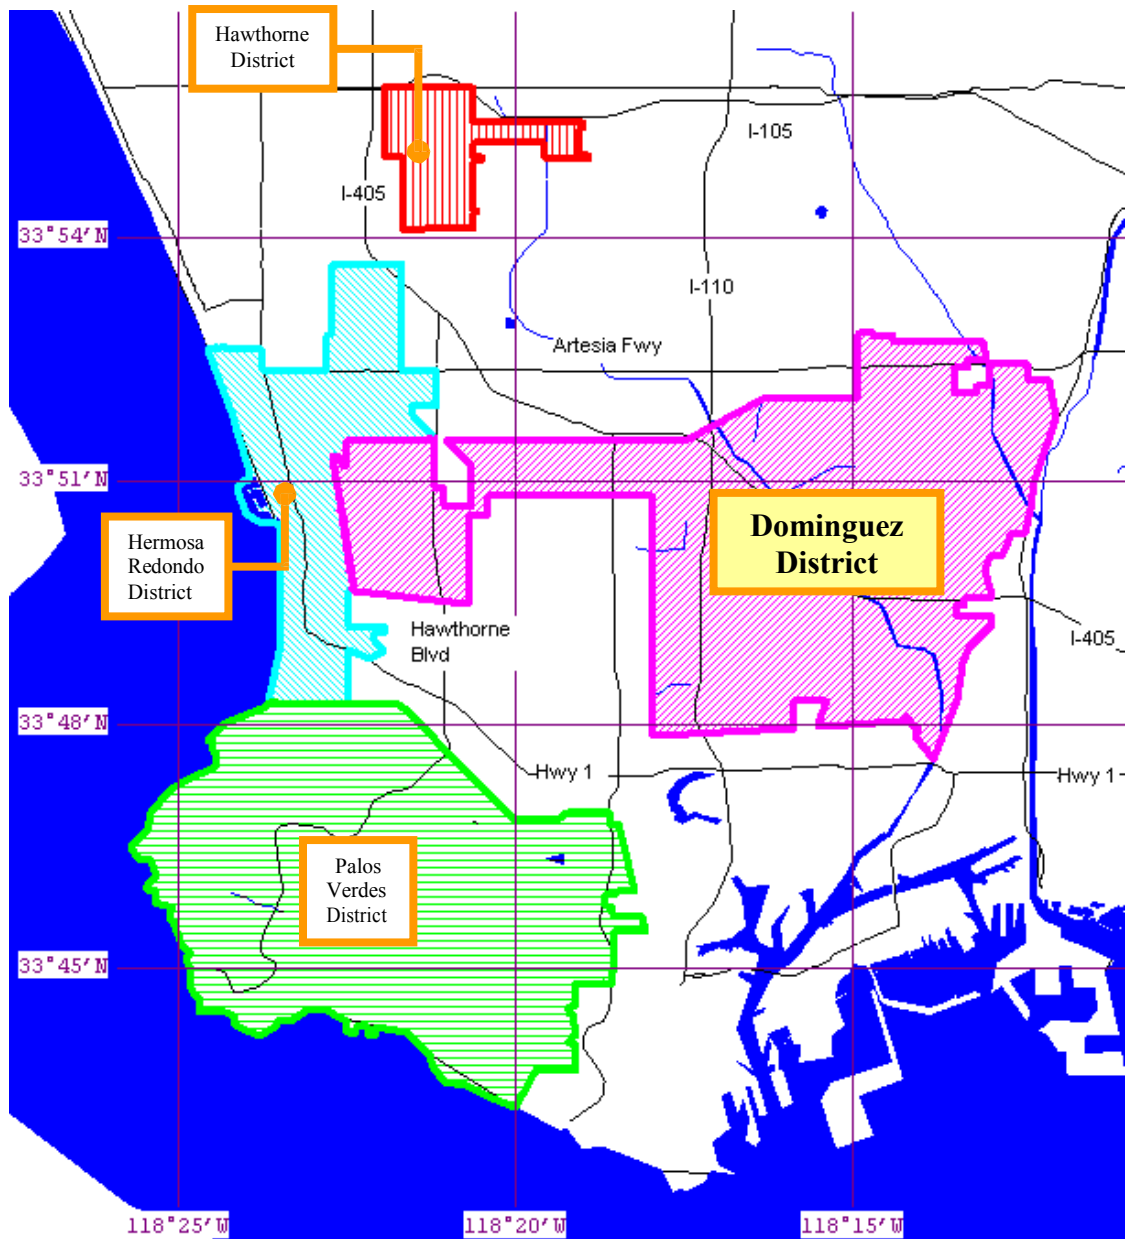 Hawthorne
District
I-105
I-405
33°54′N
I-110
Artesia Fwy
33°51′N
Dominguez
District
Hermosa
Redondo
District
Hawthorne
Blvd
I-405
33°48′N
Hwy 1
Hwy 1
Palos
Verdes
District
33°45′N
118°25′W
118°20′W
118°15′W